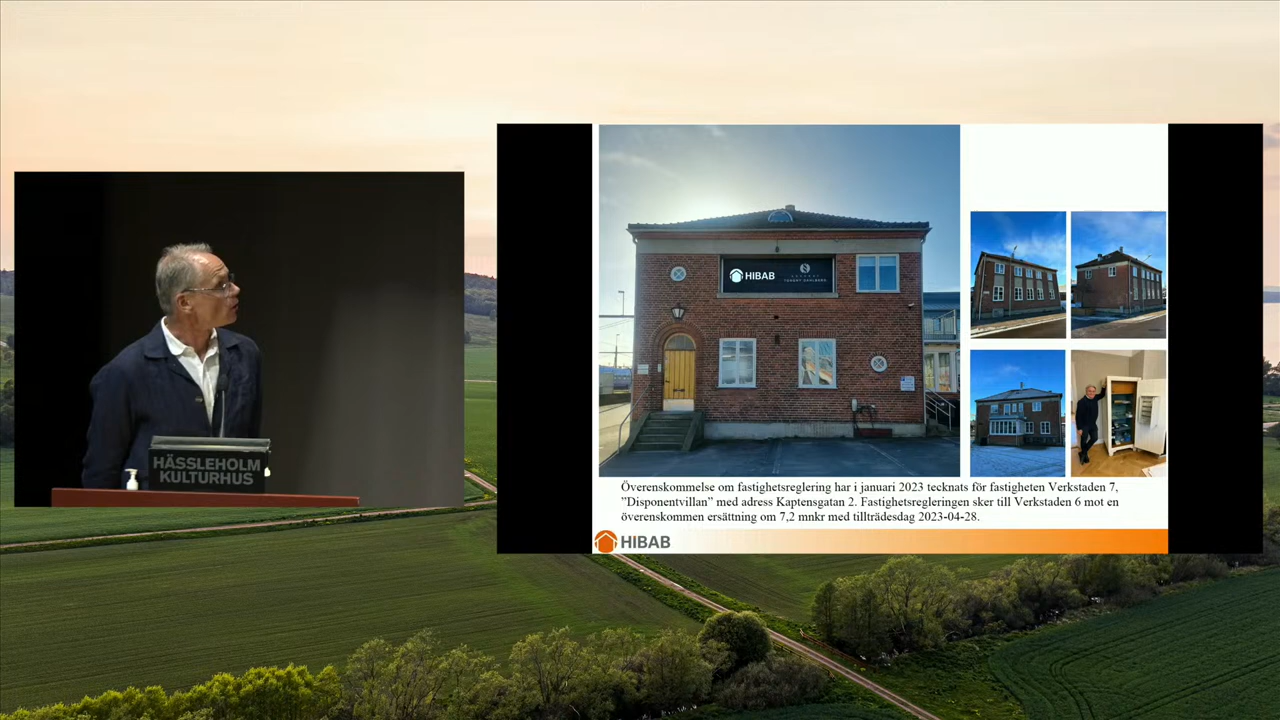 HÄSSLEHOLM
KULTURHUS
HIBAB
Överenskommelse om fastighetsreglering har i januari 2023 tecknats för fastigheten Verkstaden 7,
”Disponentvillan” med adress Kaptensgatan 2. Fastighetsregleringen sker till Verkstaden 6 mot en
överenskommen ersättning om 7,2 mnkr med tillträdesdag 2023-04-28.
HIBAB